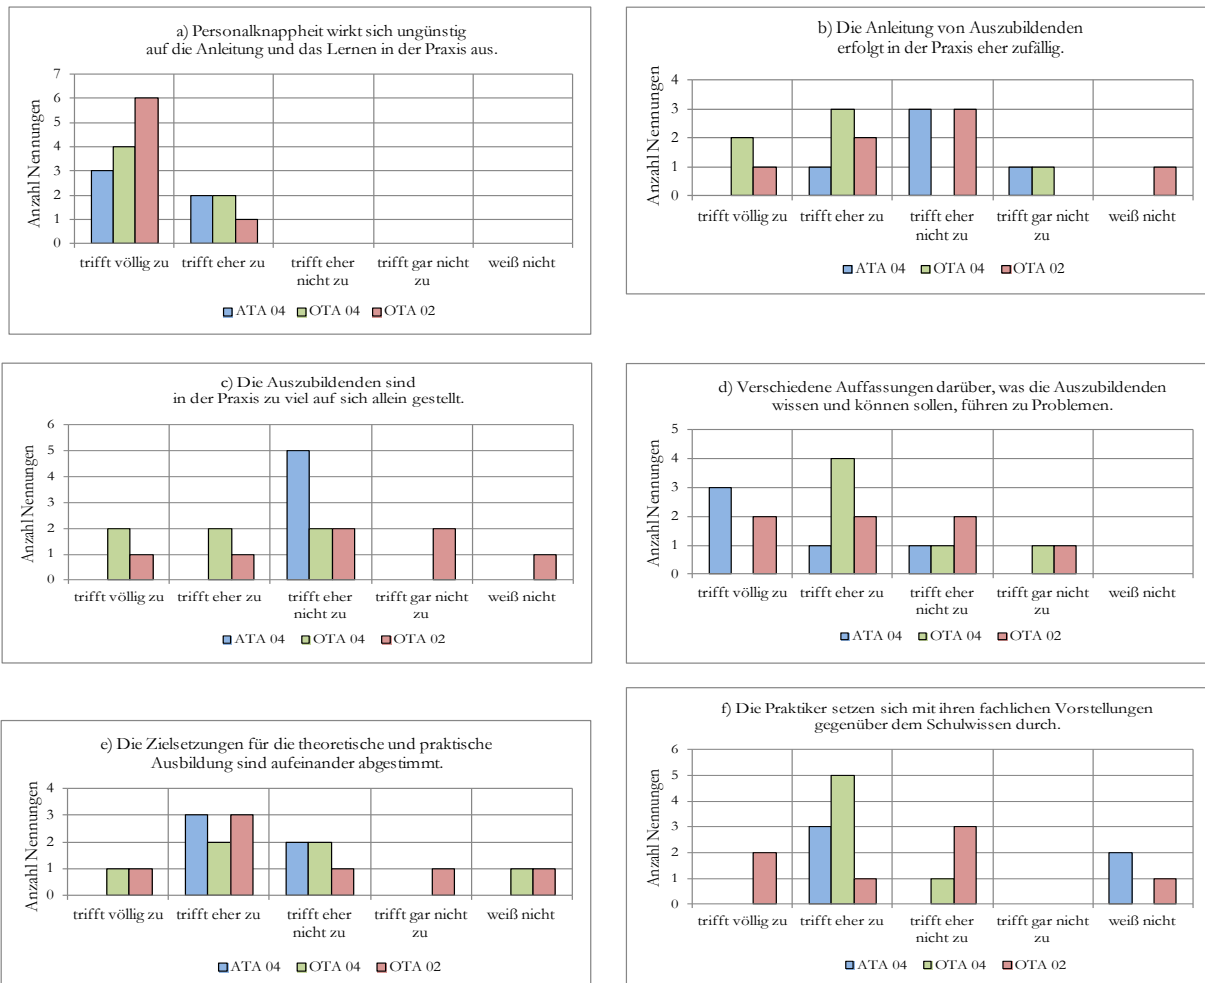 a) Personalknappheit wirkt sich ungünstig
auf die Anleitung und das Lernen in der Praxis aus.
Anzahl Nennungen
7
6
5
4
3
2
1
0
trifft völlig zu
trifft eher zu
trifft eher
nicht zu
trifft gar nicht
zu
weiß nicht
ATA 04
OTA 04
OTA 02
b) Die Anleitung von Auszubildenden
erfolgt in der Praxis eher zufällig.
Anzahl Nennungen
4
3
2
1
0
trifft völlig zu
trifft eher zu
trifft eher
nicht zu
trifft gar nicht
zu
weiß nicht
ATA 04
OTA 04
OTA 02
c) Die Auszubildenden sind
in der Praxis zu viel auf sich allein gestellt.
Anzahl Nennungen
6
5
4
3
2
1
0
trifft völlig zu
trifft eher zu
trifft eher
nicht zu
trifft gar nicht
zu
weiß nicht
ATA 04
OTA 04
OTA 02
d) Verschiedene Auffassungen darüber, was die Auszubildenden
wissen und können sollen, führen zu Problemen.
Anzahl Nennungen
5
4
3
2
1
0
trifft völlig zu
trifft eher zu
trifft eher
nicht zu
trifft gar nicht
zu
weiß nicht
ATA 04
OTA 04
OTA 02
e) Die Zielsetzungen für die theoretische und praktische
Ausbildung sind aufeinander abgestimmt.
Anzahl Nennungen
4
3
2
1
0
trifft völlig zu
trifft eher zu
trifft eher
nicht zu
trifft gar nicht
zu
weiß nicht
ATA 04
OTA 04
OTA 02
f) Die Praktiker setzen sich mit ihren fachlichen Vorstellungen
gegenüber dem Schulwissen durch.
Anzahl Nennungen
6
5
4
3
2
1
0
trifft völlig zu
trifft eher zu
trifft eher
nicht zu
trifft gar nicht
zu
weiß nicht
ATA 04
OTA 04
OTA 02